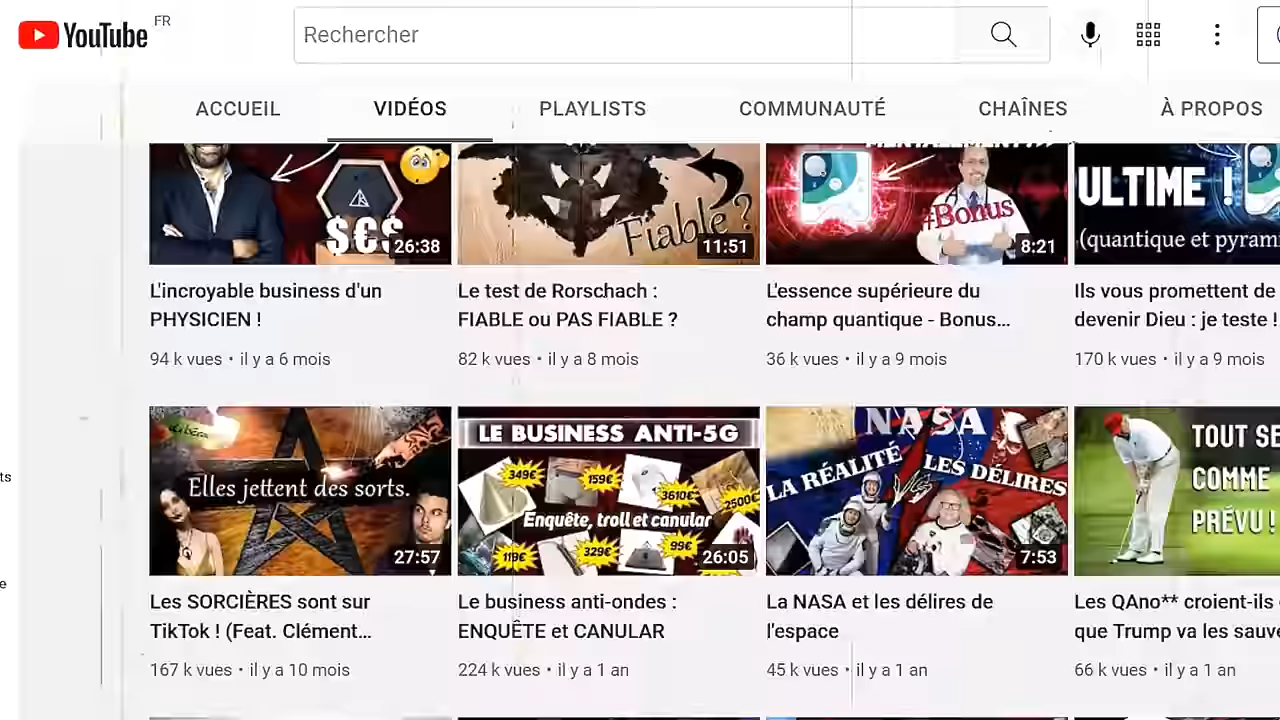 YouTube FR
Rechercher
ACCUEIL VIDÉOS PLAYLISTS COMMUNAUTÉ CHAÎNES À PROPOS
$€$
26:38
Fiable ?
11:51
#Bonus
8:21
ULTIME !
(quantique et pyram
L'incroyable business d'un
PHYSICIEN !
94 k vues • il y a 6 mois
Le test de Rorschach :
FIABLE ou PAS FIABLE ?
82 k vues • il y a 8 mois
L'essence supérieure du
champ quantique - Bonus...
36 k vues • il y a 9 mois
Ils vous promettent de
devenir Dieu : je teste !
170 k vues • il y a 9 mois
Elles jettent des sorts.
27:57
LE BUSINESS ANTI-5G
349€
159€
3610€
2500€
Enquête, troll et canular
119€
329€
99€
26:05
NASA
LA RÉALITÉ
VS
LES DÉLIRES
7:53
TOUT SE
COMME
PRÉVU !
Les SORCIÈRES sont sur
TikTok ! (Feat. Clément...
167 k vues • il y a 10 mois
Le business anti-ondes :
ENQUÊTE et CANULAR
224 k vues • il y a 1 an
La NASA et les délires de
l'espace
45 k vues • il y a 1 an
Les QAno** croient-ils
que Trump va les sauve
66 k vues • il y a 1 an
ts
e